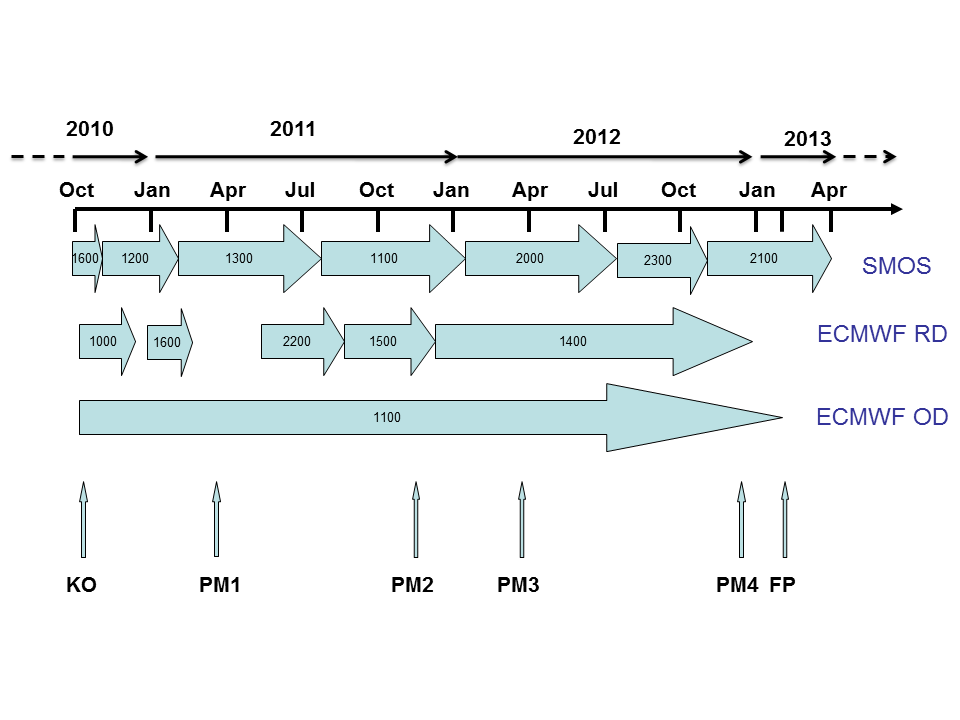 2010 2011 2012 2013
Oct Jan Apr Jul Oct Jan Apr Jul Oct Jan Apr
1600 1200 1300 1100 2000 2300 2100 SMOS
1000 1600 2200 1500 1400 ECMWF RD
1100 ECMWF OD
KO PM1 PM2 PM3 PM4 FP